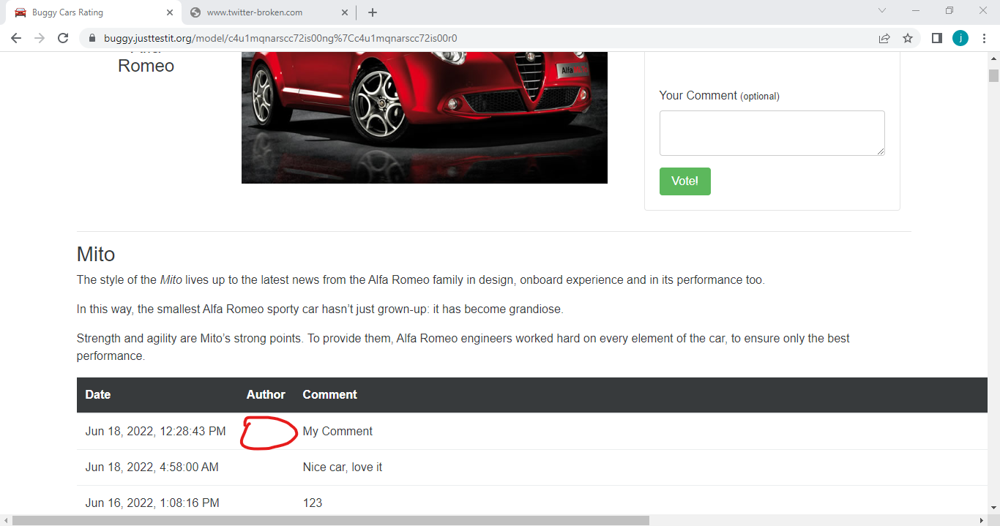 Buggy Cars Rating
www.twitter-broken.com
buggy.justtestit.org/model/c4u1mqnarscc72is00ng%7Cc4u1mqnarscc72is00r0
j
Romeo
Your Comment (optional)
Vote!
Mito
The style of the Mito lives up to the latest news from the Alfa Romeo family in design, onboard experience and in its performance too.
In this way, the smallest Alfa Romeo sporty car hasn’t just grown-up: it has become grandiose.
Strength and agility are Mito’s strong points. To provide them, Alfa Romeo engineers worked hard on every element of the car, to ensure only the best
performance.
Date Author Comment
Jun 18, 2022, 12:28:43 PM My Comment
Jun 18, 2022, 4:58:00 AM Nice car, love it
Jun 16, 2022, 1:08:16 PM 123